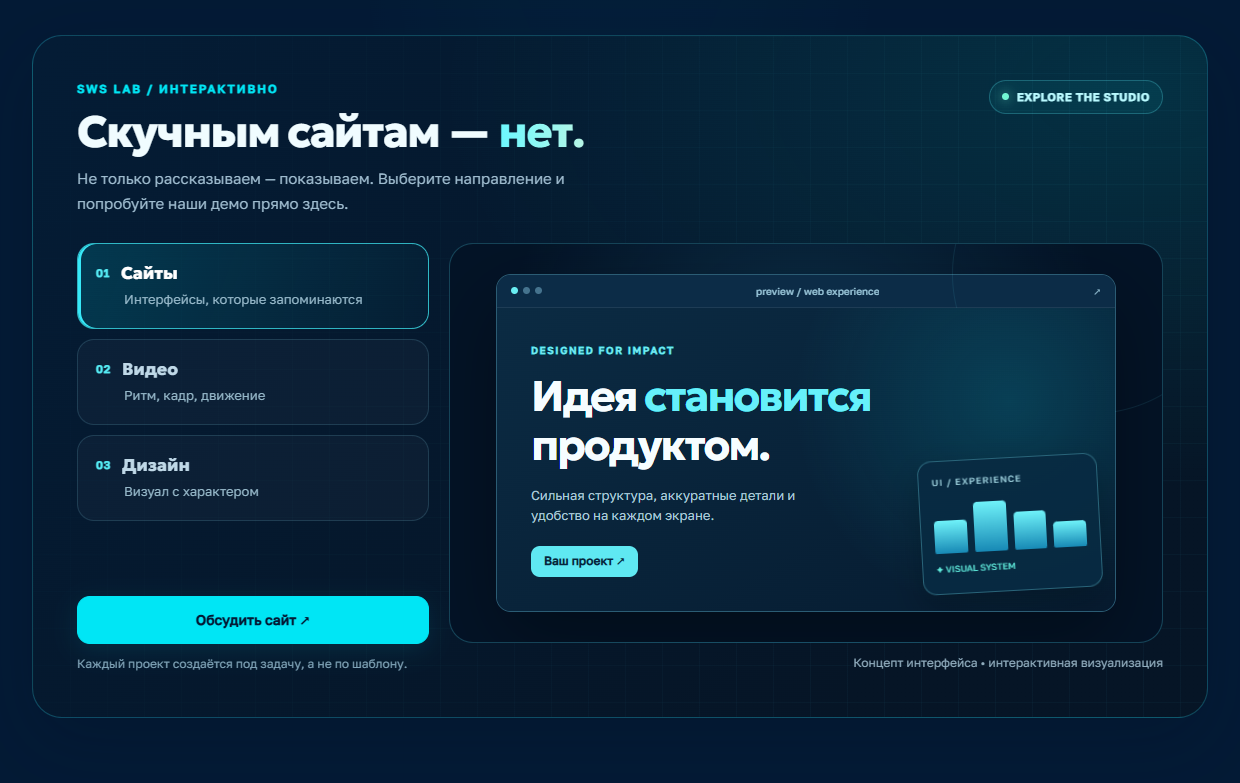 SWS LAB / ИНТЕРАКТИВНО
EXPLORE THE STUDIO
Скучным сайтам — нет.
Не только рассказываем — показываем. Выберите направление и
попробуйте наши демо прямо здесь.
01 Сайты
Интерфейсы, которые запоминаются
02 Видео
Ритм, кадр, движение
03 Дизайн
Визуал с характером
Обсудить сайт ↗
Каждый проект создаётся под задачу, а не по шаблону.
preview / web experience ↗
DESIGNED FOR IMPACT
Идея становится
продуктом.
Сильная структура, аккуратные детали и
удобство на каждом экране.
Ваш проект ↗
UI / EXPERIENCE
✦ VISUAL SYSTEM
Концепт интерфейса • интерактивная визуализация